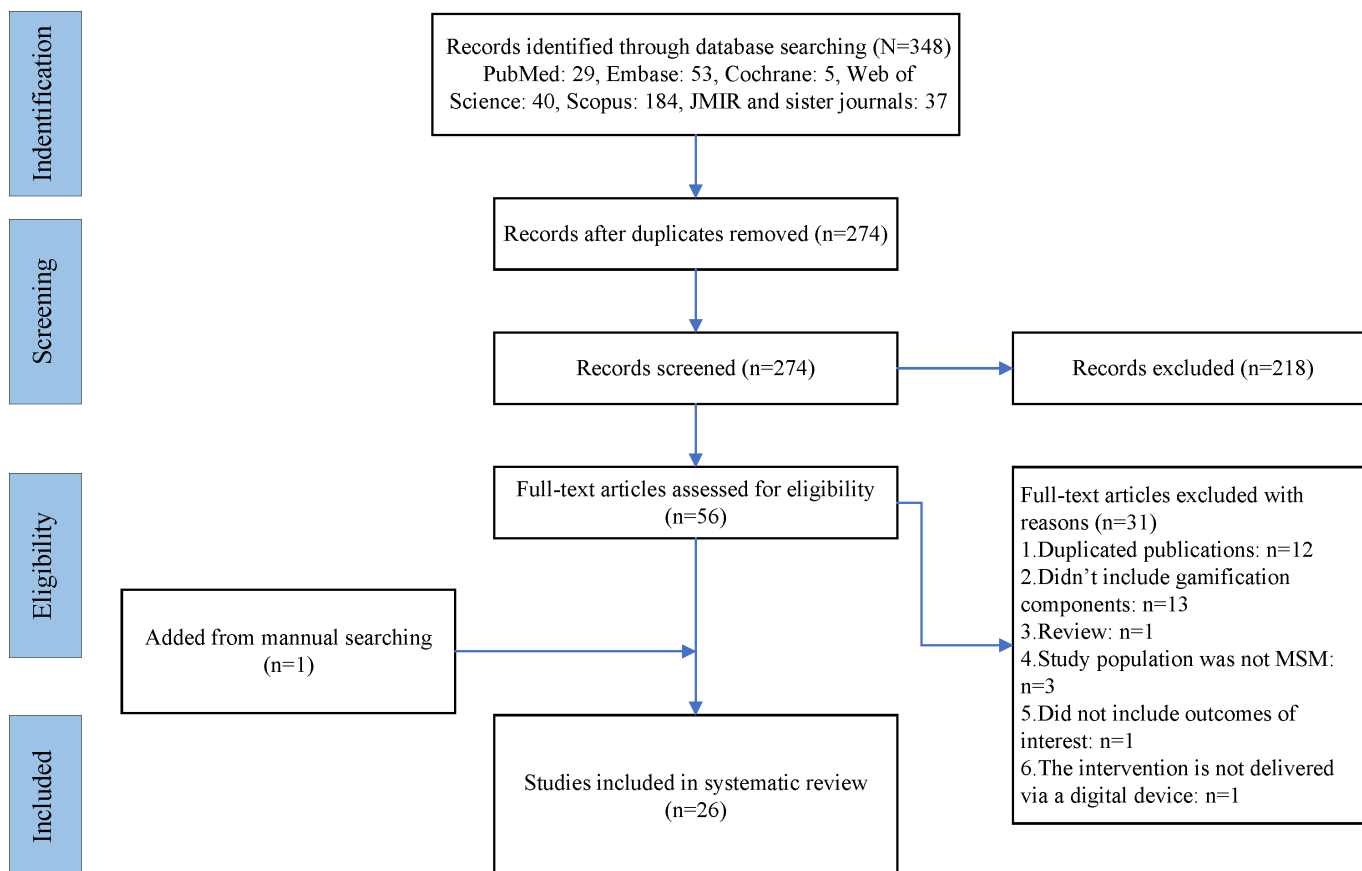 Indentification
Records identified through database searching (N=348)
PubMed: 29, Embase: 53, Cochrane: 5, Web of
Science: 40, Scopus: 184, JMIR and sister journals: 37
Screening
Records after duplicates removed (n=274)
Records screened (n=274)
Records excluded (n=218)
Eligibility
Full-text articles assessed for eligibility
(n=56)
Full-text articles excluded with
reasons (n=31)
1.Duplicated publications: n=12
2.Didn’t include gamification
components: n=13
3.Review: n=1
4.Study population was not MSM:
n=3
5.Did not include outcomes of
interest: n=1
6.The intervention is not delivered
via a digital device: n=1
Added from mannual searching
(n=1)
Included
Studies included in systematic review
(n=26)